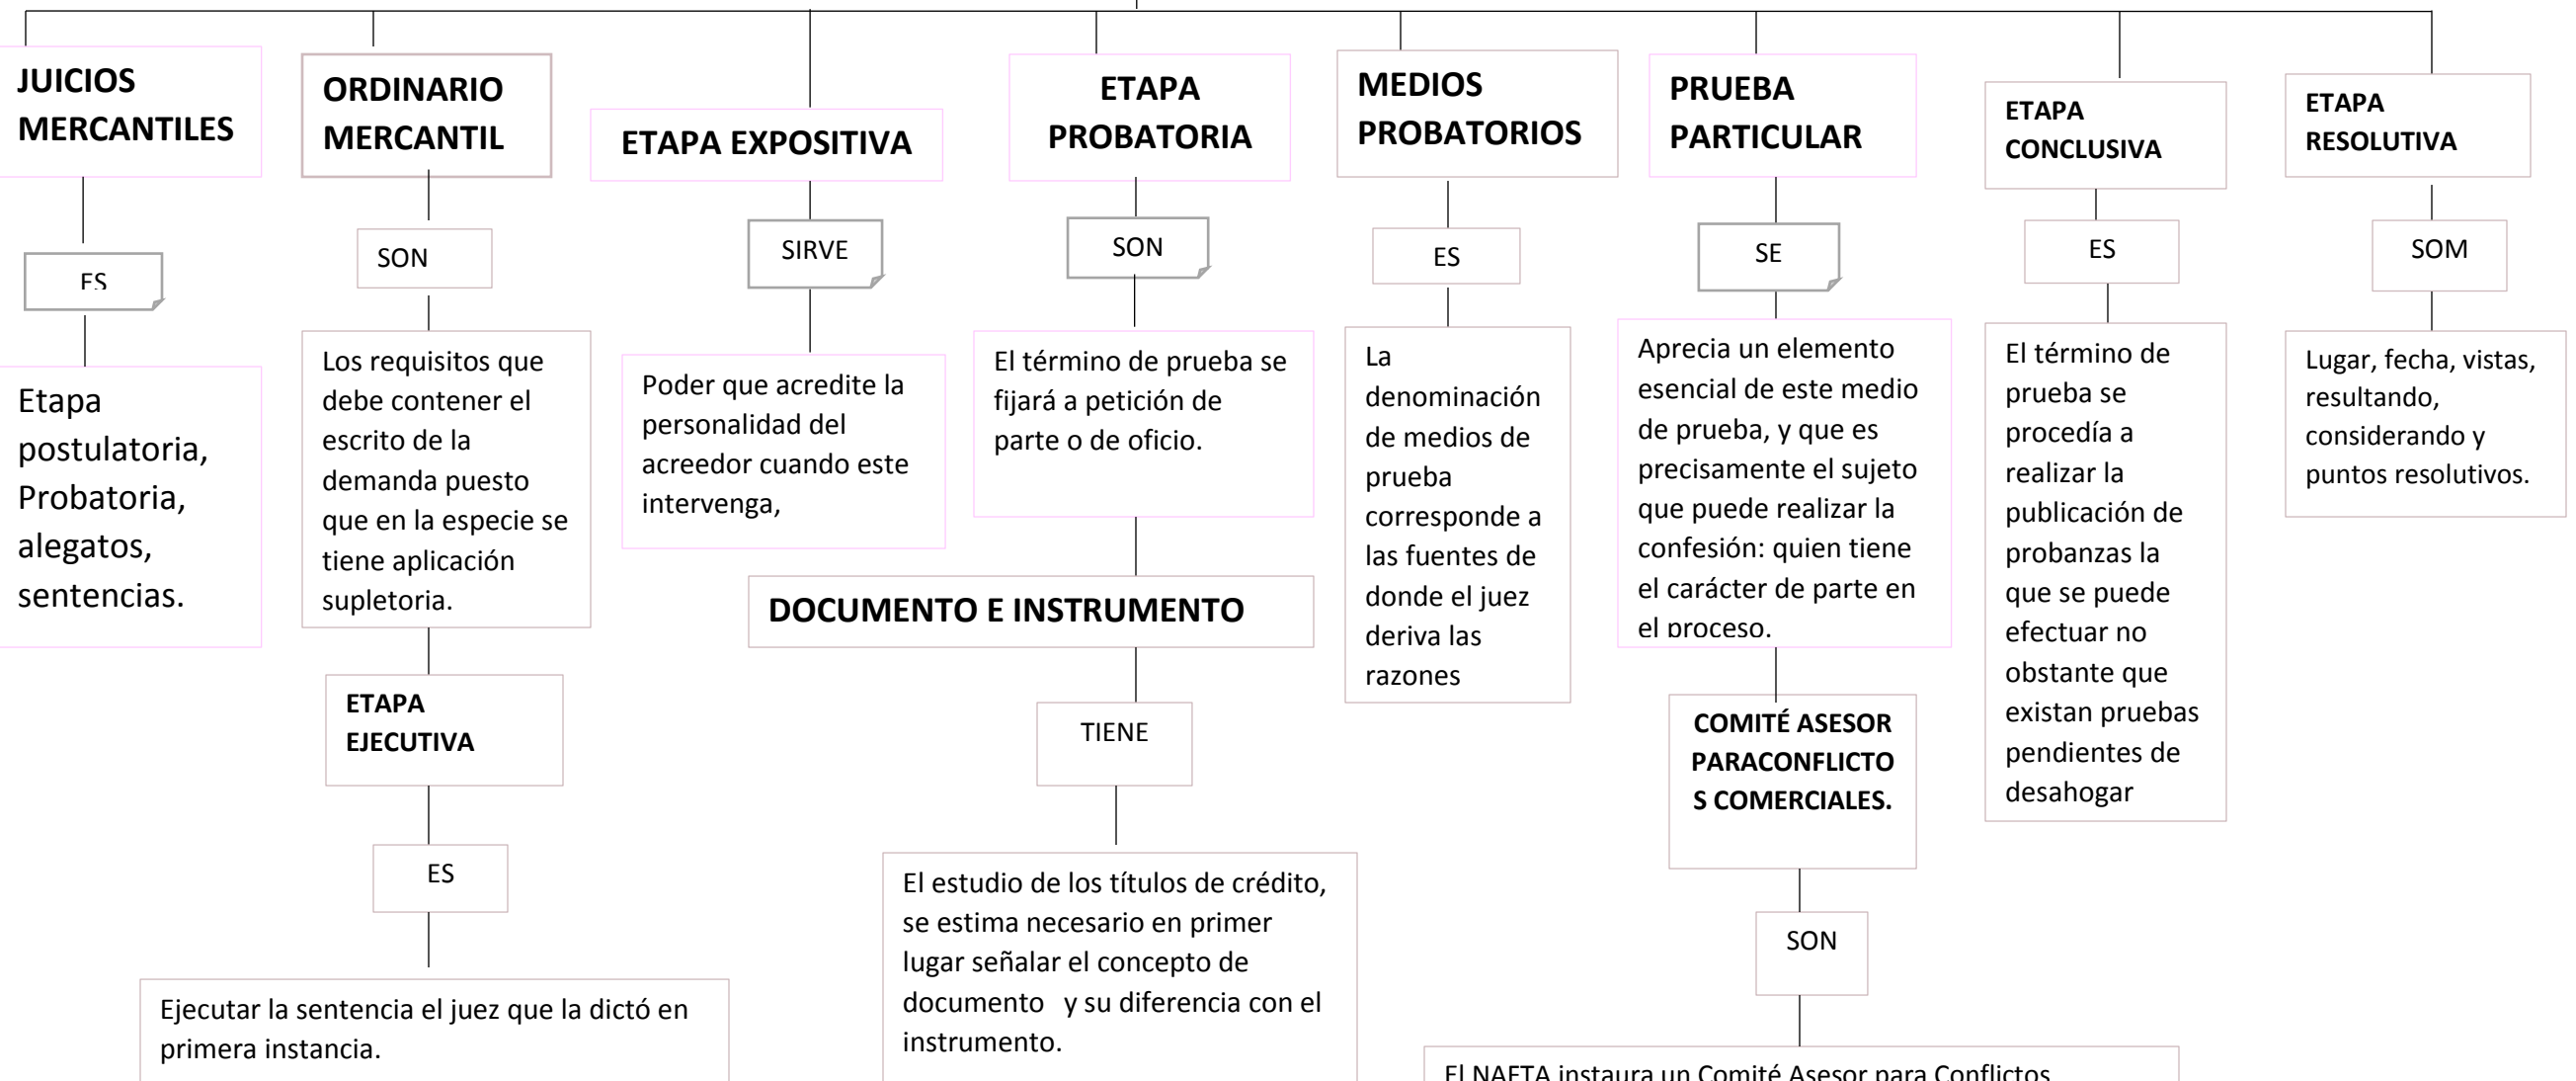 JUICIOS
MERCANTILES
ES
Etapa
postulatoria,
Probatoria,
alegatos,
sentencias.
ORDINARIO
MERCANTIL
SON
Los requisitos que
debe contener el
escrito de la
demanda puesto
que en la especie se
tiene aplicación
supletoria.
ETAPA
EJECUTIVA
ES
Ejecutar la sentencia el juez que la dictó en
primera instancia.
ETAPA EXPOSITIVA
SIRVE
Poder que acredite la
personalidad del
acreedor cuando este
intervenga,
ETAPA
PROBATORIA
SON
El término de prueba se
fijará a petición de
parte o de oficio.
DOCUMENTO E INSTRUMENTO
TIENE
El estudio de los títulos de crédito,
se estima necesario en primer
lugar señalar el concepto de
documento y su diferencia con el
instrumento.
MEDIOS
PROBATORIOS
ES
La
denominación
de medios de
prueba
corresponde a
las fuentes de
donde el juez
deriva las
razones
PRUEBA
PARTICULAR
SE
Aprecia un elemento
esencial de este medio
de prueba, y que es
precisamente el sujeto
que puede realizar la
confesión: quien tiene
el carácter de parte en
el proceso.
COMITÉ ASESOR
PARACONFLICTO
S COMERCIALES.
SON
El NAFTA instaura un Comité Asesor para Conflictos
ETAPA
CONCLUSIVA
ES
El término de
prueba se
procedía a
realizar la
publicación de
probanzas la
que se puede
efectuar no
obstante que
existan pruebas
pendientes de
desahogar
ETAPA
RESOLUTIVA
SOM
Lugar, fecha, vistas,
resultando,
considerando y
puntos resolutivos.